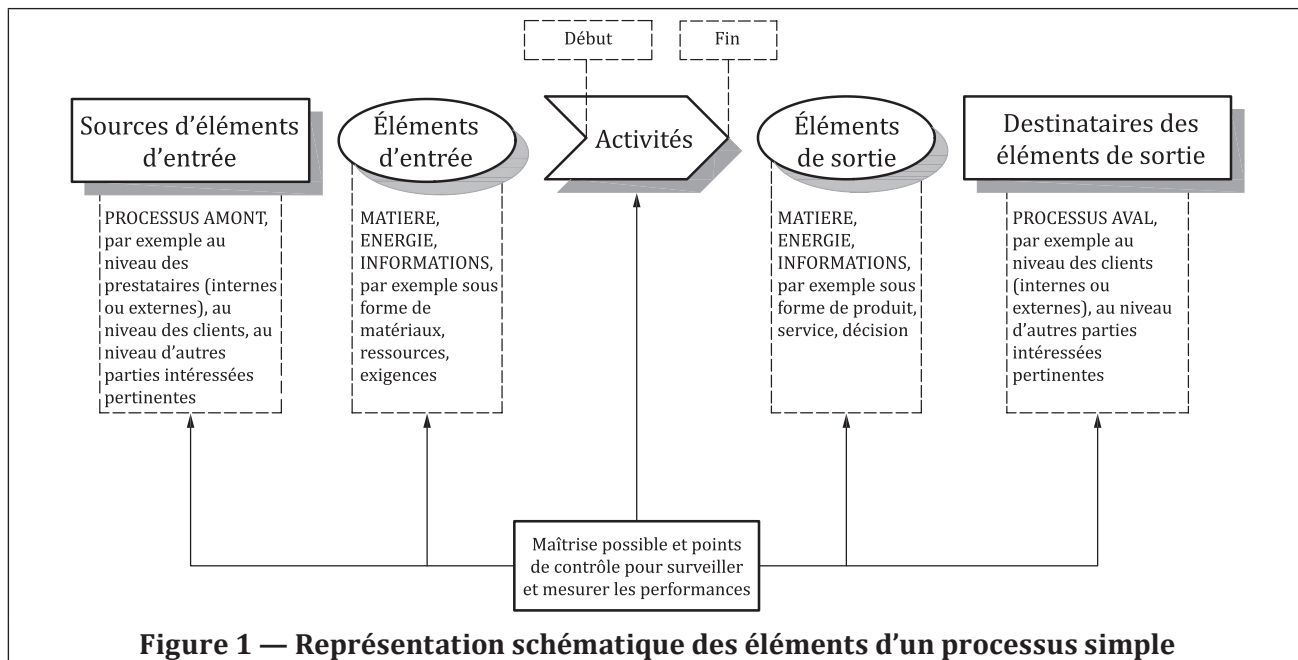 Début
Fin
Sources d'éléments
d'entrée
Éléments
d'entrée
Activités
Éléments
de sortie
Destinataires des
éléments de sortie
PROCESSUS AMONT,
par exemple au
niveau des
prestataires (internes
ou externes), au
niveau des clients, au
niveau d'autres
parties intéressées
pertinentes
MATIERE,
ENERGIE,
INFORMATIONS,
par exemple sous
forme de
matériaux,
ressources,
exigences
MATIERE,
ENERGIE,
INFORMATIONS,
par exemple sous
forme de produit,
service, décision
PROCESSUS AVAL,
par exemple au
niveau des clients
(internes ou
externes), au niveau
d'autres parties
intéressées
pertinentes
Maîtrise possible et points
de contrôle pour surveiller
et mesurer les performances
Figure 1 — Représentation schématique des éléments d'un processus simple